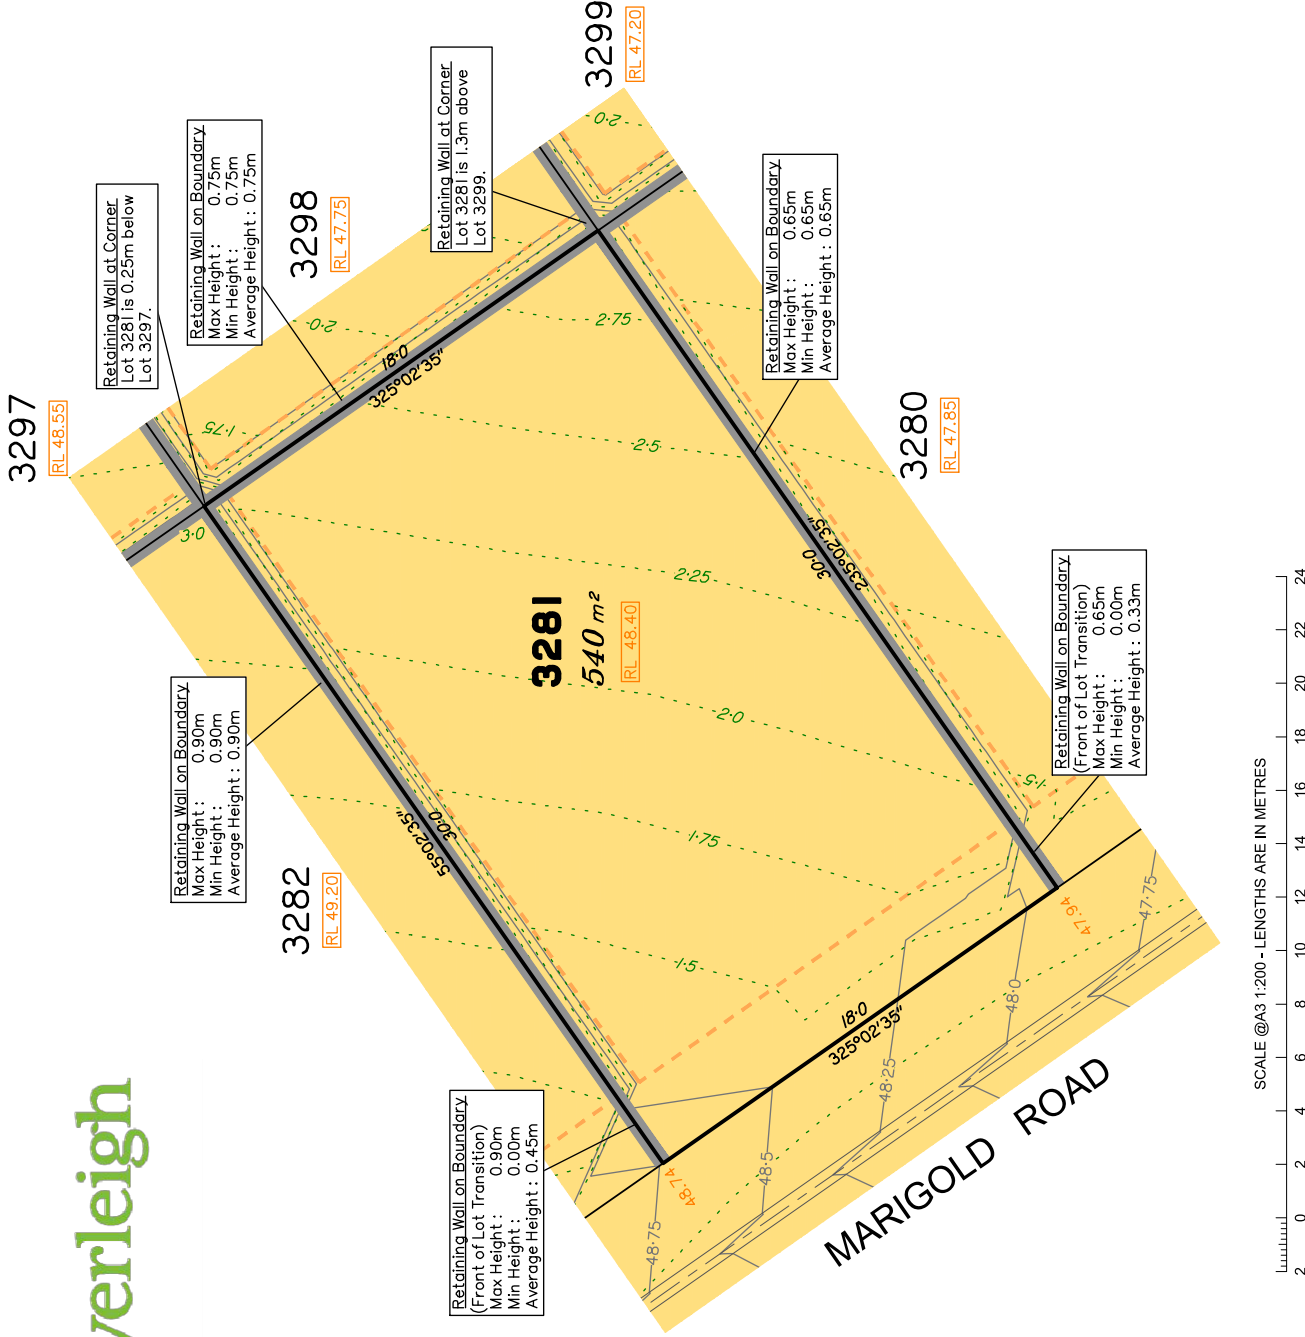 verleigh
3297
RL 48.55
Retaining Wall at Corner
Lot 3281 is 0.25m below
Lot 3297.
Retaining Wall on Boundary
Max Height : 0.75m
Min Height : 0.75m
Average Height : 0.75m
3298
RL 47.75
Retaining Wall at Corner
Lot 3281 is 1.3m above
Lot 3299.
3299
RL 47.20
2·0
1·75
2·0
3·0
18·0
325°02'35"
2·75
2·5
2·25
2·0
1·75
1·5
Retaining Wall on Boundary
Max Height : 0.65m
Min Height : 0.65m
Average Height : 0.65m
3280
RL 47.85
30·0
235°02'35"
3281
540 m²
RL 48.40
Retaining Wall on Boundary
Max Height : 0.90m
Min Height : 0.90m
Average Height : 0.90m
55°02'35"
30·0
3282
RL 49.20
Retaining Wall on Boundary
(Front of Lot Transition)
Max Height : 0.65m
Min Height : 0.00m
Average Height : 0.33m
1·5
Retaining Wall on Boundary
(Front of Lot Transition)
Max Height : 0.90m
Min Height : 0.00m
Average Height : 0.45m
18·0
325°02'35"
48.74
47.94
48·75
48·5
48·25
48·0
47·75
MARIGOLD ROAD
SCALE @A3 1:200 - LENGTHS ARE IN METRES
2 0 2 4 6 8 10 12 14 16 18 20 22 24